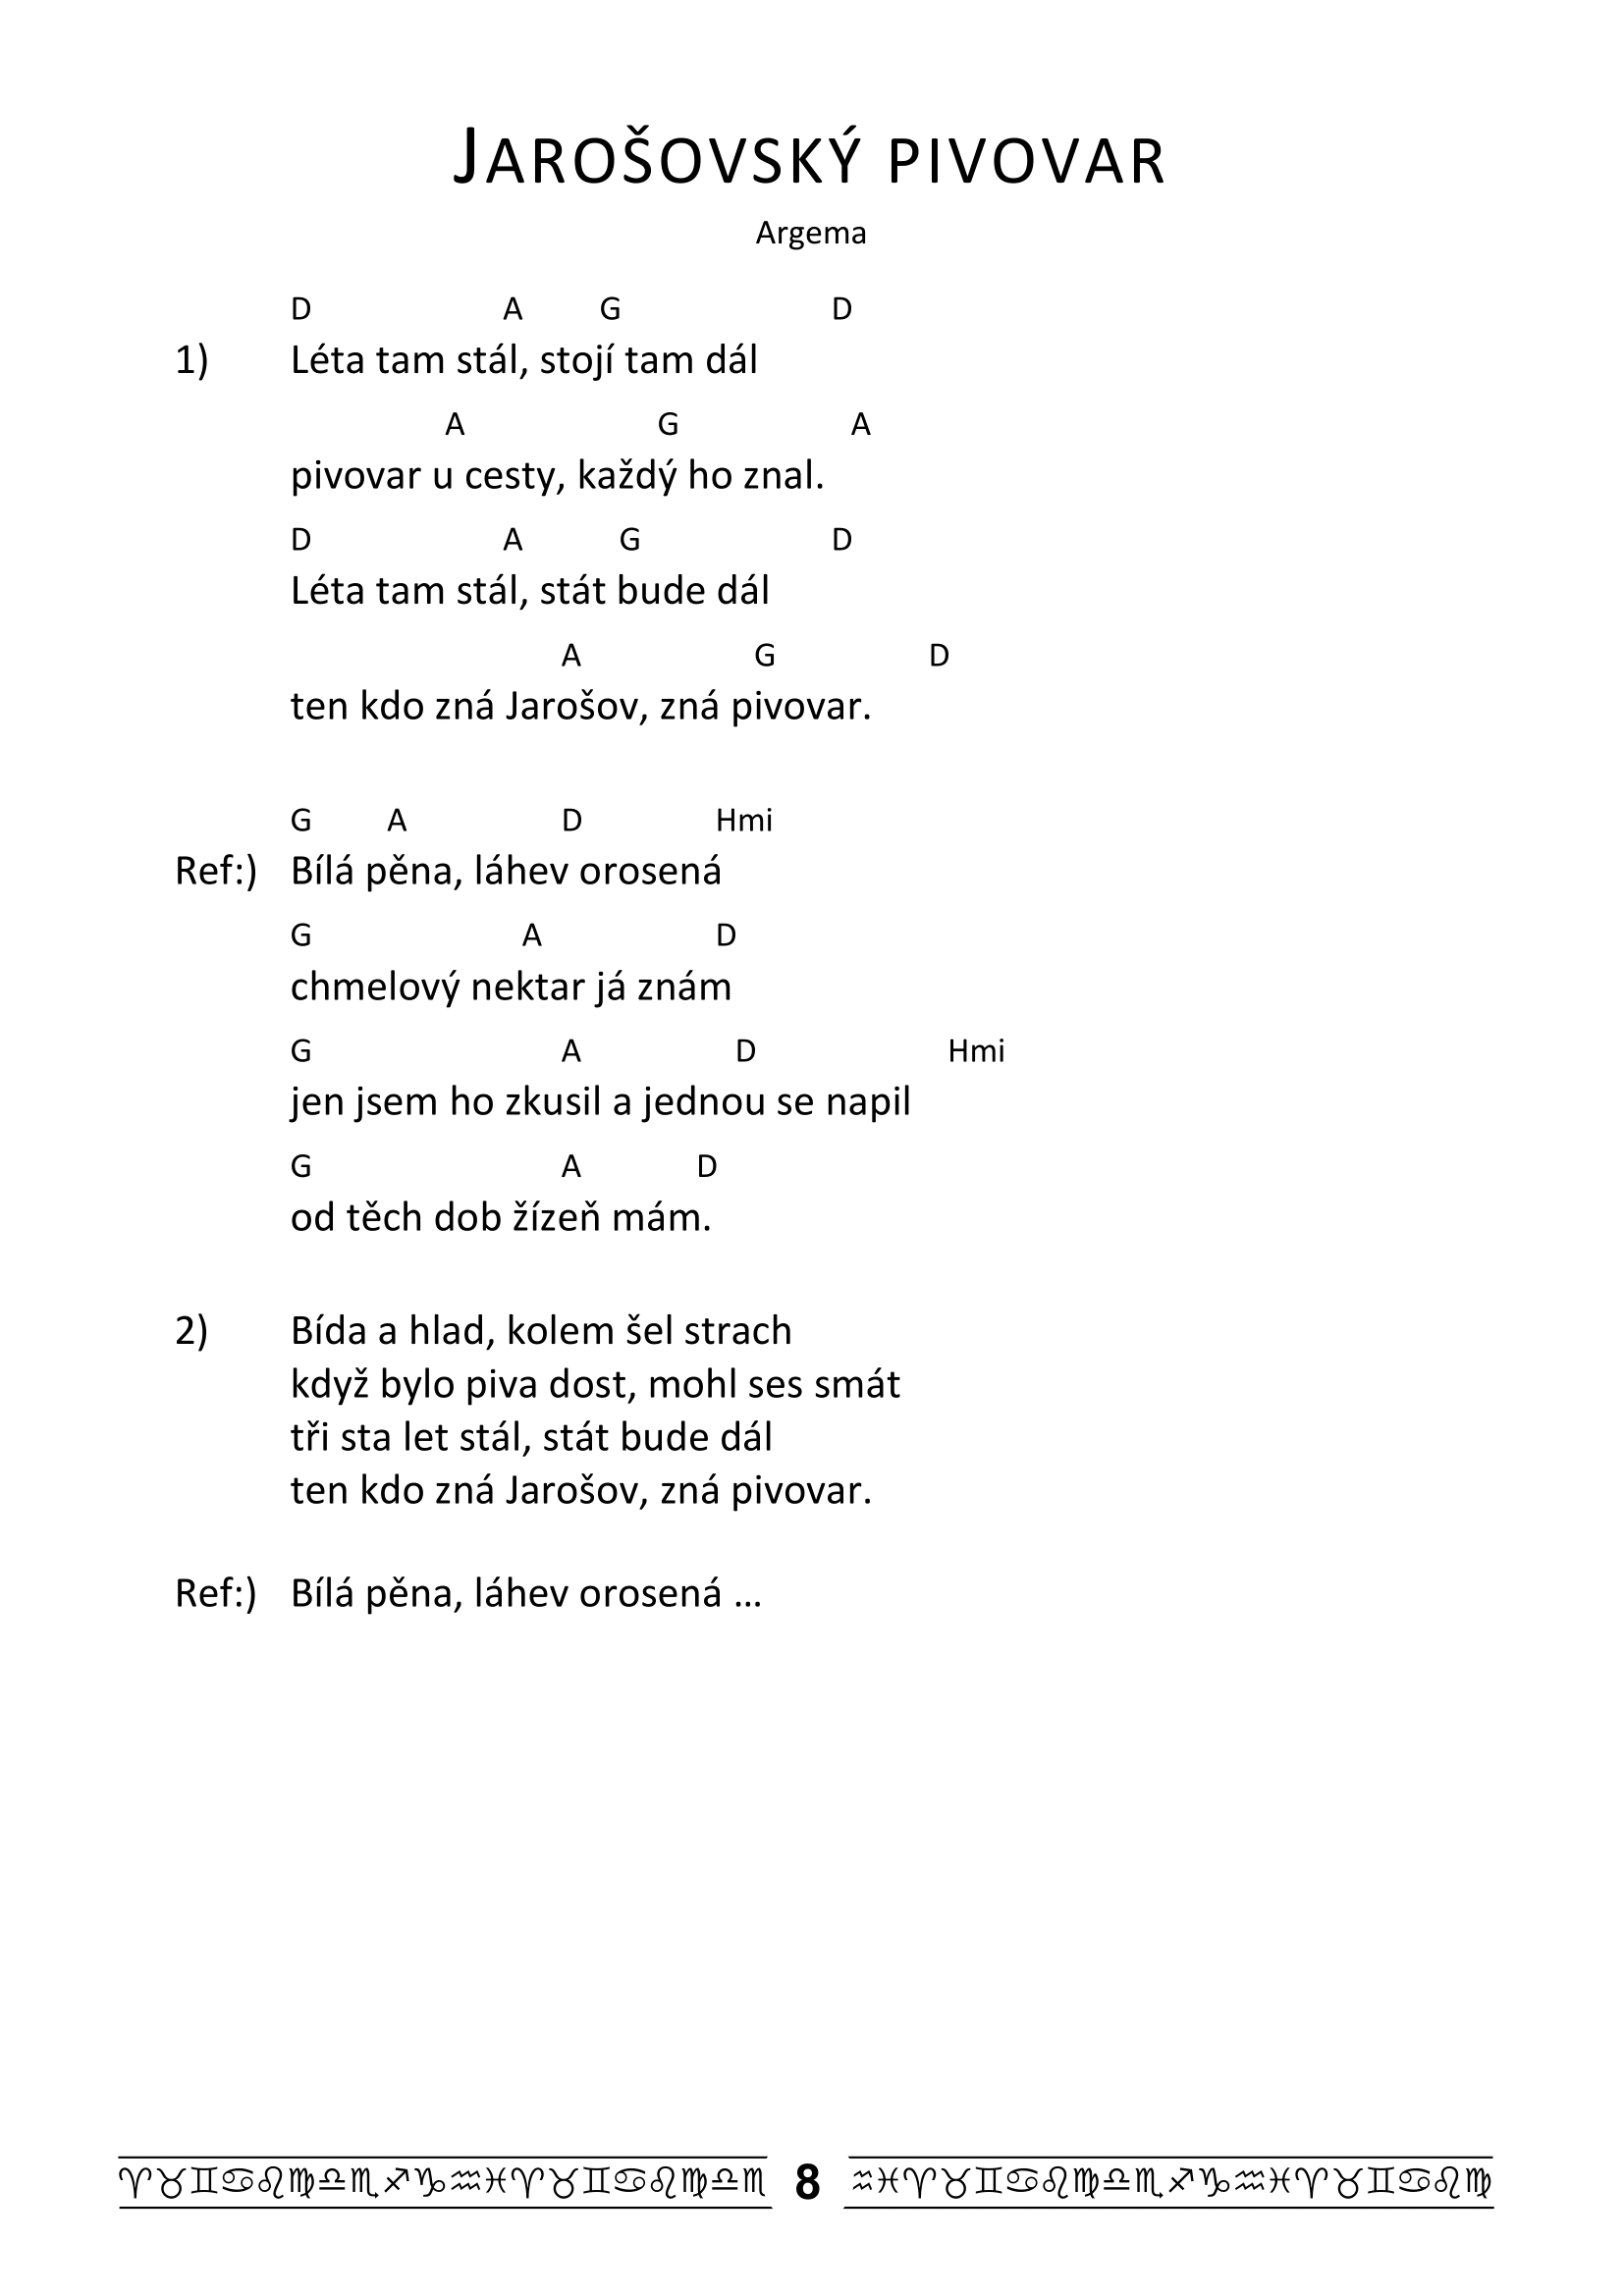 JAROŠOVSKÝ PIVOVAR
Argema
D A G D
1) Léta tam stál, stojí tam dál
A G A
pivovar u cesty, každý ho znal.
D A G D
Léta tam stál, stát bude dál
A G D
ten kdo zná Jarošov, zná pivovar.
G A D Hmi
Ref:) Bílá pěna, láhev orosená
G A D
chmelový nektar já znám
G A D Hmi
jen jsem ho zkusil a jednou se napil
G A D
od těch dob žízeň mám.
2) Bída a hlad, kolem šel strach
když bylo piva dost, mohl ses smát
tři sta let stál, stát bude dál
ten kdo zná Jarošov, zná pivovar.
Ref:) Bílá pěna, láhev orosená ...
♈♉♊♋♌♍♎♏♐♑♒♓♈♉♊♋♌♍♎♏ 8 ♒♓♈♉♊♋♌♍♎♏♐♑♒♓♈♉♊♋♌♍